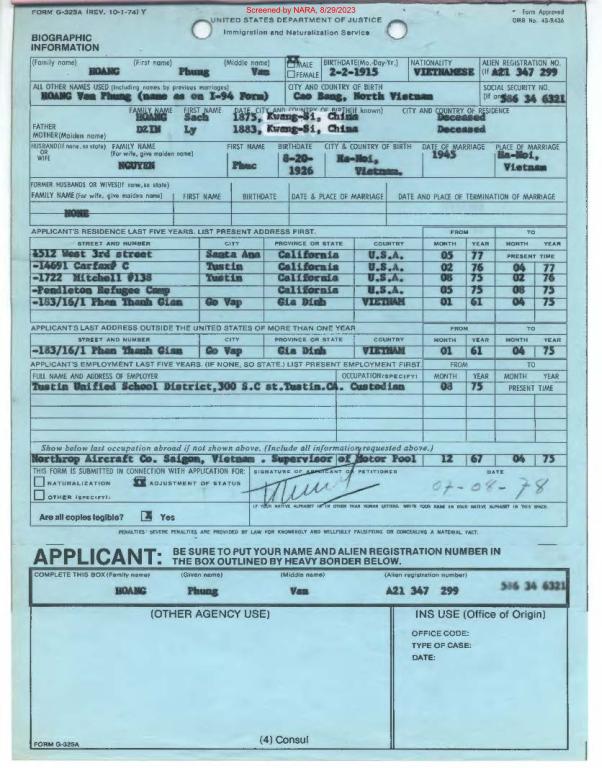 Screened by NARA, 8/29/2023
FORM G-325A (REV. 10-1-74) Y
UNITED STATES DEPARTMENT OF JUSTICE
Form Approved
OMB No. 43-R436
Immigration and Naturalization Service
BIOGRAPHIC
INFORMATION
(Family name) (First name) (Middle name) MALE BIRTHDATE(Mo.-Day-Yr.) NATIONALITY ALIEN REGISTRATION NO.
HOANG Phung Van FEMALE 2-2-1915 VIETNAMESE (If A21 347 299
ALL OTHER NAMES USED (Including names by previous marriages) CITY AND COUNTRY OF BIRTH SOCIAL SECURITY NO.
HOANG Van Phung (name as on I-94 Form) Cao Bang, North Vietnam (If 586 34 6321
FAMILY NAME FIRST NAME DATE, CITY AND COUNTRY OF BIRTH(If known) CITY AND COUNTRY OF RESIDENCE
FATHER HOANG Sach 1875, Kwang-Si, China Deceased
MOTHER(Maiden name) DZIN Ly 1883, Kwang-Si, China Deceased
HUSBAND(If none, so state) OR WIFE FAMILY NAME (For wife, give maiden name) FIRST NAME BIRTHDATE CITY & COUNTRY OF BIRTH DATE OF MARRIAGE PLACE OF MARRIAGE
NGUYEN Phuc 8-20-1926 Ha-Noi, Vietnam. 1945 Ha-Noi, Vietnam
FORMER HUSBANDS OR WIVES(If none, so state)
FAMILY NAME (For wife, give maiden name) FIRST NAME BIRTHDATE DATE & PLACE OF MARRIAGE DATE AND PLACE OF TERMINATION OF MARRIAGE
NONE
APPLICANT'S RESIDENCE LAST FIVE YEARS. LIST PRESENT ADDRESS FIRST. FROM TO
STREET AND NUMBER CITY PROVINCE OR STATE COUNTRY MONTH YEAR MONTH YEAR
4512 West 3rd street Santa Ana California U.S.A. 05 77 PRESENT TIME
-14691 Carfax# C Tustin California U.S.A. 02 76 04 77
-1722 Mitchell #138 Tustin California U.S.A. 08 75 02 76
-Pendleton Refugee Camp California U.S.A. 05 75 08 75
-183/16/1 Phan Thanh Gian Go Vap Gia Dinh VIETNAM 01 61 04 75
APPLICANT'S LAST ADDRESS OUTSIDE THE UNITED STATES OF MORE THAN ONE YEAR FROM TO
STREET AND NUMBER CITY PROVINCE OR STATE COUNTRY MONTH YEAR MONTH YEAR
-183/16/1 Phan Thanh Gian Go Vap Gia Dinh VIETNAM 01 61 04 75
APPLICANT'S EMPLOYMENT LAST FIVE YEARS. (IF NONE, SO STATE.) LIST PRESENT EMPLOYMENT FIRST. FROM TO
FULL NAME AND ADDRESS OF EMPLOYER OCCUPATION(SPECIFY) MONTH YEAR MONTH YEAR
Tustin Unified School District,300 S.C st.Tustin.CA. Custodian 08 75 PRESENT TIME
Show below last occupation abroad if not shown above. (Include all information requested above.)
Northrop Aircraft Co. Saigon, Vietnam . Supervisor of Motor Pool 12 67 04 75
THIS FORM IS SUBMITTED IN CONNECTION WITH APPLICATION FOR: SIGNATURE OF APPLICANT OR PETITIONER DATE
NATURALIZATION ADJUSTMENT OF STATUS 07-08-78
OTHER (SPECIFY):
IF YOUR NATIVE ALPHABET IS IN OTHER THAN ROMAN LETTERS, WRITE YOUR NAME IN YOUR NATIVE ALPHABET IN THIS SPACE.
Are all copies legible? X Yes
PENALTIES: SEVERE PENALTIES ARE PROVIDED BY LAW FOR KNOWINGLY AND WILLFULLY FALSIFYING OR CONCEALING A MATERIAL FACT.
APPLICANT: BE SURE TO PUT YOUR NAME AND ALIEN REGISTRATION NUMBER IN
THE BOX OUTLINED BY HEAVY BORDER BELOW.
COMPLETE THIS BOX (Family name) (Given name) (Middle name) (Alien registration number)
HOANG Phung Van A21 347 299 586 34 6321
(OTHER AGENCY USE) INS USE (Office of Origin)
OFFICE CODE:
TYPE OF CASE:
DATE:
(4) Consul
FORM G-325A